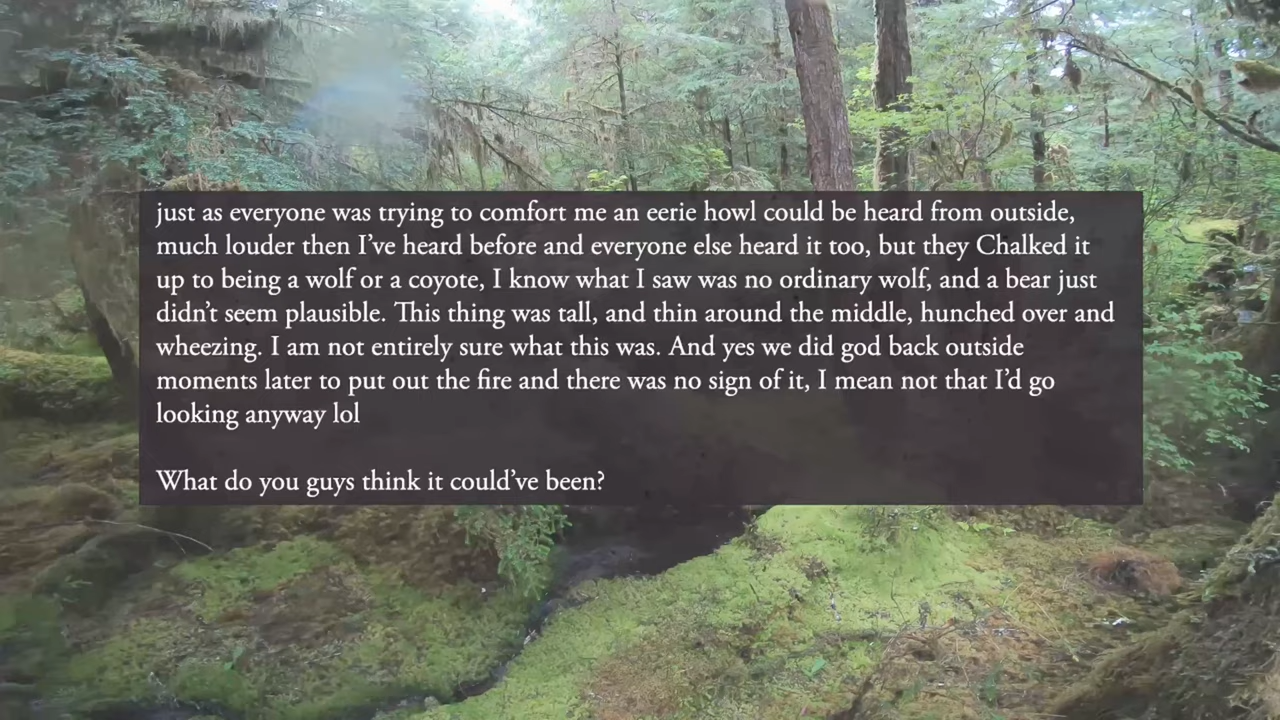 just as everyone was trying to comfort me an eerie howl could be heard from outside,
much louder then I've heard before and everyone else heard it too, but they Chalked it
up to being a wolf or a coyote, I know what I saw was no ordinary wolf, and a bear just
didn't seem plausible. This thing was tall, and thin around the middle, hunched over and
wheezing. I am not entirely sure what this was. And yes we did god back outside
moments later to put out the fire and there was no sign of it, I mean not that I'd go
looking anyway lol
What do you guys think it could've been?